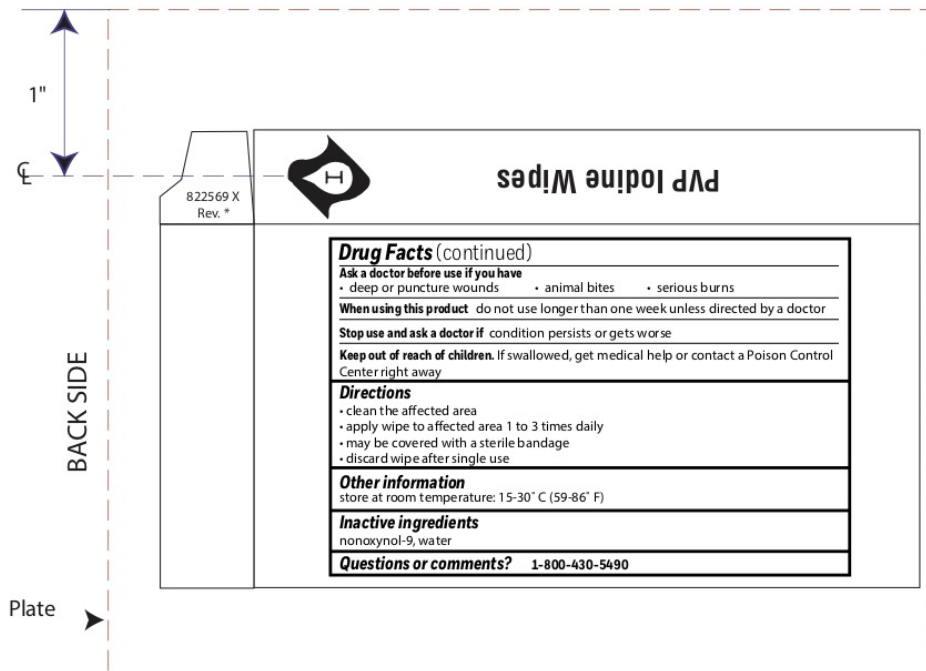 1"
℄
822569 X
Rev. *
H
PVP Iodine Wipes
BACK SIDE
Plate
Drug Facts (continued)
Ask a doctor before use if you have
• deep or puncture wounds • animal bites • serious burns
When using this product do not use longer than one week unless directed by a doctor
Stop use and ask a doctor if condition persists or gets worse
Keep out of reach of children. If swallowed, get medical help or contact a Poison Control
Center right away
Directions
• clean the affected area
• apply wipe to affected area 1 to 3 times daily
• may be covered with a sterile bandage
• discard wipe after single use
Other information
store at room temperature: 15-30˚ C (59-86˚ F)
Inactive ingredients
nonoxynol-9, water
Questions or comments? 1-800-430-5490